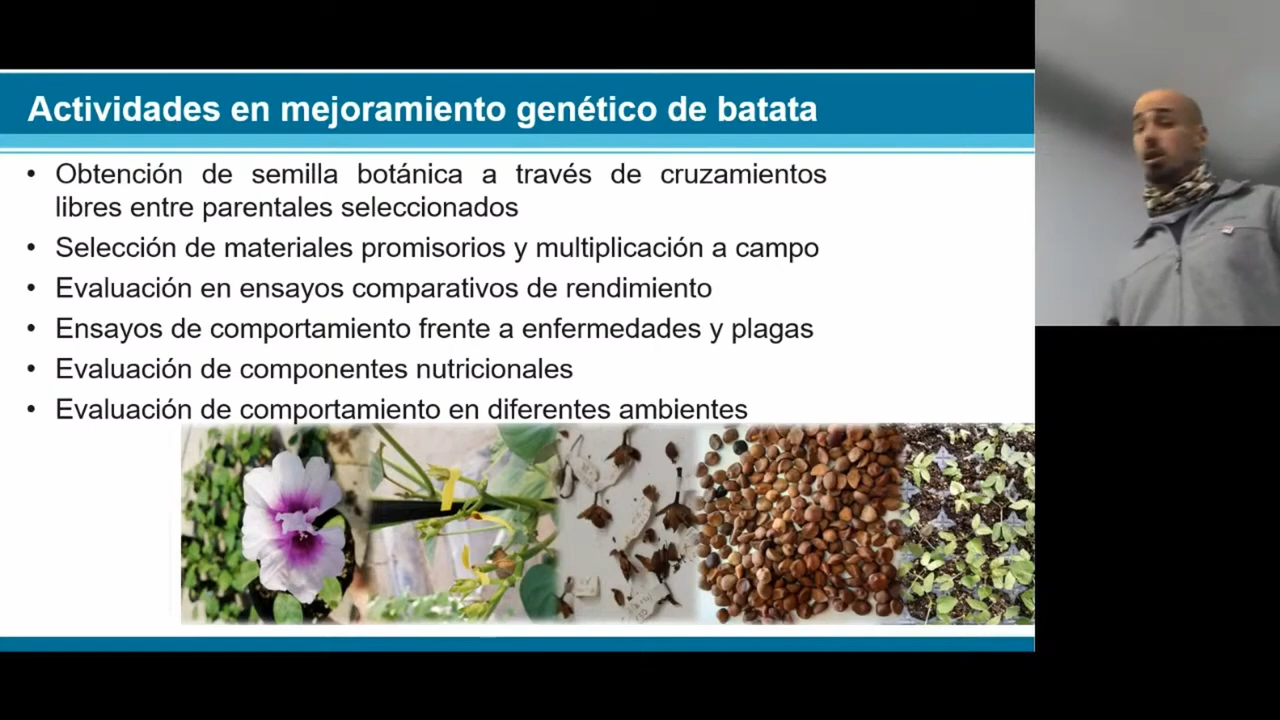 Actividades en mejoramiento genético de batata
• Obtención de semilla botánica a través de cruzamientos
libres entre parentales seleccionados
• Selección de materiales promisorios y multiplicación a campo
• Evaluación en ensayos comparativos de rendimiento
• Ensayos de comportamiento frente a enfermedades y plagas
• Evaluación de componentes nutricionales
• Evaluación de comportamiento en diferentes ambientes